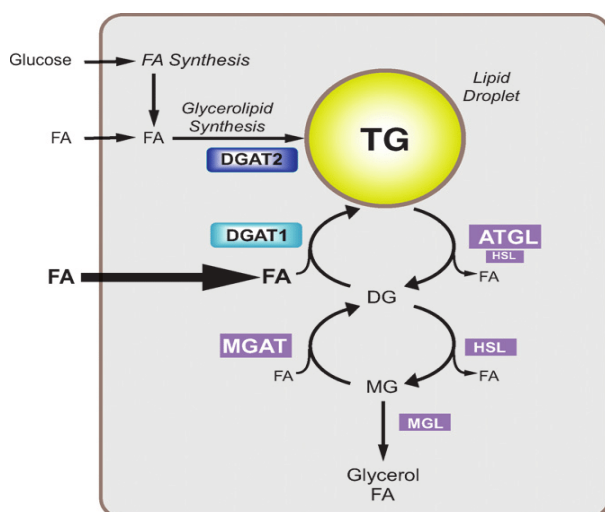 Glucose
FA Synthesis
Lipid
Droplet
Glycerolipid
Synthesis
FA
FA
TG
DGAT2
DGAT1
ATGL
HSL
FA
FA
FA
DG
MGAT
HSL
FA
MG
FA
MGL
Glycerol
FA